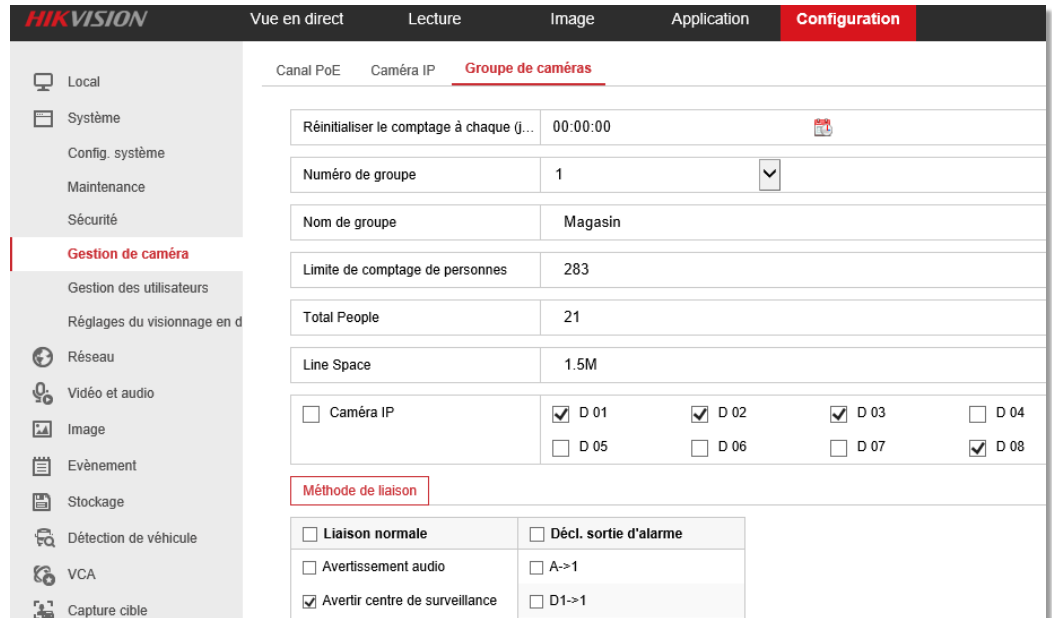 HIKVISION Vue en direct Lecture Image Application Configuration
Canal PoE Caméra IP Groupe de caméras
Local
Système
Config. système
Maintenance
Sécurité
Gestion de caméra
Gestion des utilisateurs
Réglages du visionnage en d
Réseau
Vidéo et audio
Image
Evènement
Stockage
Détection de véhicule
VCA
Capture cible
Réinitialiser le comptage à chaque (j... 00:00:00
Numéro de groupe 1
Nom de groupe Magasin
Limite de comptage de personnes 283
Total People 21
Line Space 1.5M
Caméra IP D 01 D 02 D 03 D 04
D 05 D 06 D 07 D 08
Méthode de liaison
Liaison normale Décl. sortie d'alarme
Avertissement audio A->1
Avertir centre de surveillance D1->1